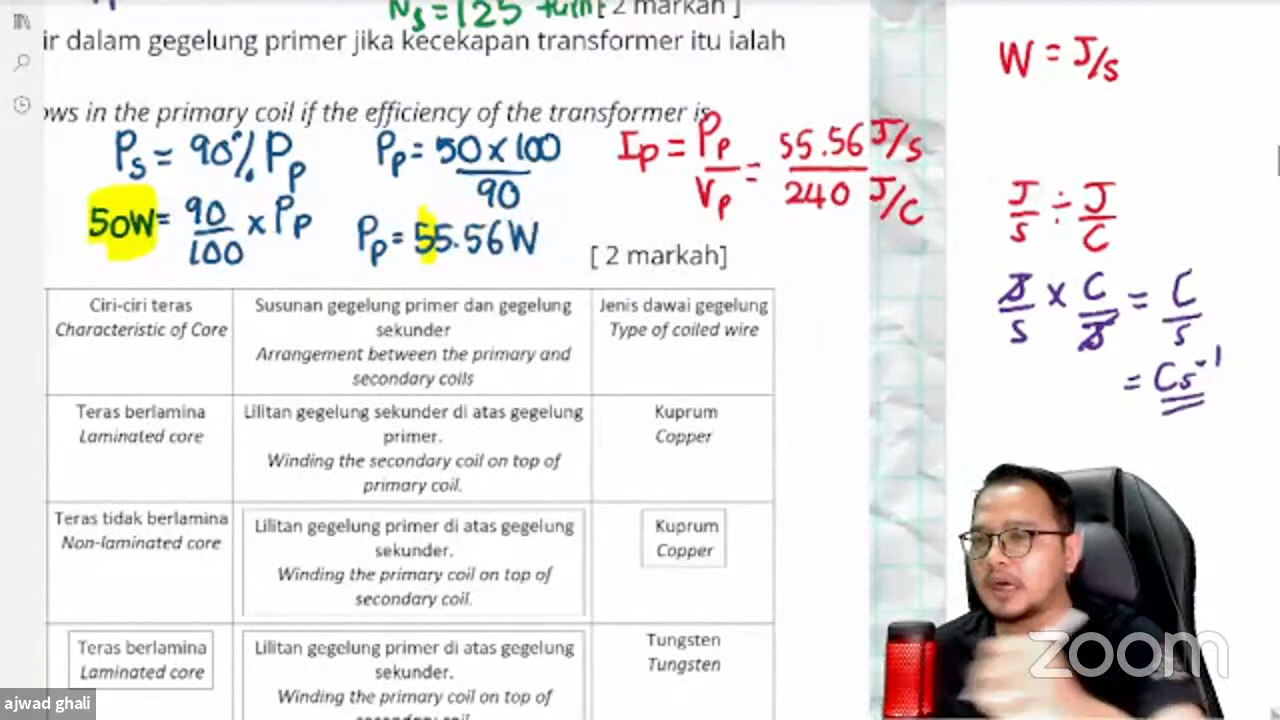 Ns = 125 turn [ 2 markah ]
ir dalam gegelung primer jika kecekapan transformer itu ialah
ows in the primary coil if the efficiency of the transformer is
Ps = 90% Pp
50W = 90/100 × Pp
Pp = 50 × 100 / 90
Pp = 55.56 W
Ip = Pp/Vp = 55.56 J/s / 240 J/C
[ 2 markah]
W = J/s
J/s ÷ J/C
J/s × C/J = C/s
= Cs⁻¹
Ciri-ciri teras
Characteristic of Core
Susunan gegelung primer dan gegelung
sekunder
Arrangement between the primary and
secondary coils
Jenis dawai gegelung
Type of coiled wire
Teras berlamina
Laminated core
Lilitan gegelung sekunder di atas gegelung
primer.
Winding the secondary coil on top of
primary coil.
Kuprum
Copper
Teras tidak berlamina
Non-laminated core
Lilitan gegelung primer di atas gegelung
sekunder.
Winding the primary coil on top of
secondary coil.
Kuprum
Copper
Teras berlamina
Laminated core
Lilitan gegelung primer di atas gegelung
sekunder.
Winding the primary coil on top of
Tungsten
Tungsten
zoom
ajwad ghali